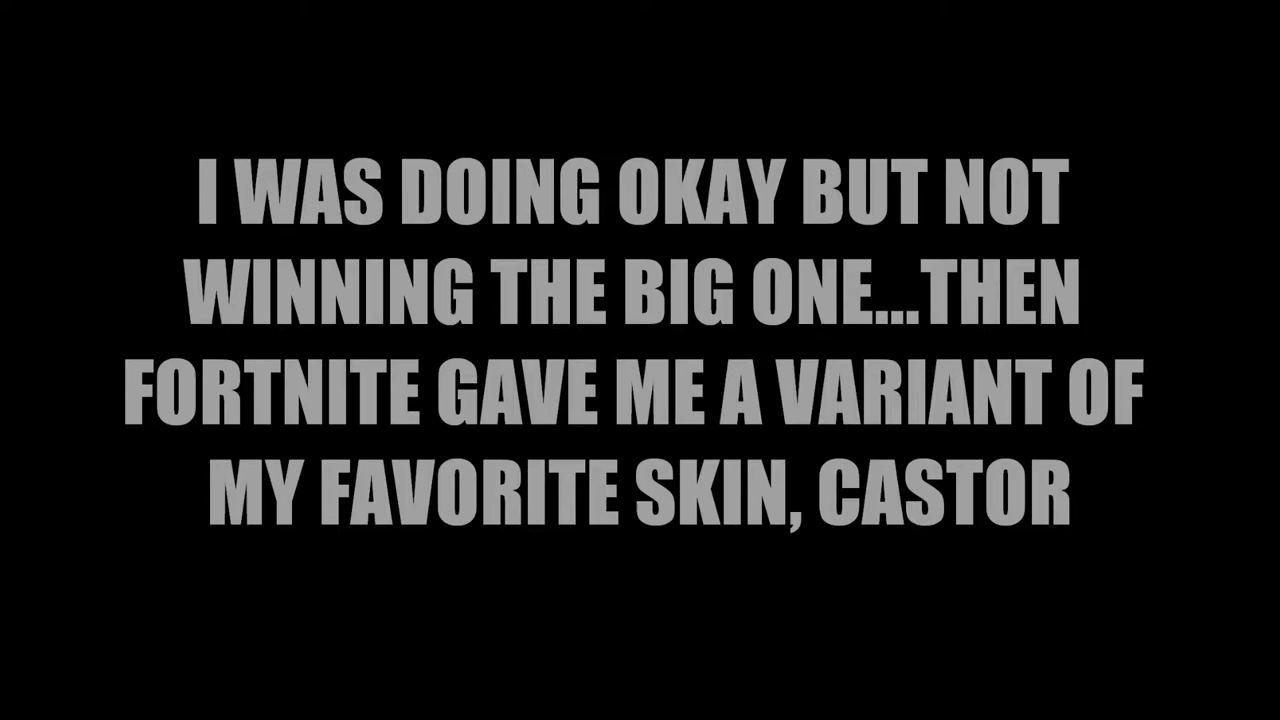 I WAS DOING OKAY BUT NOT
WINNING THE BIG ONE...THEN
FORTNITE GAVE ME A VARIANT OF
MY FAVORITE SKIN, CASTOR